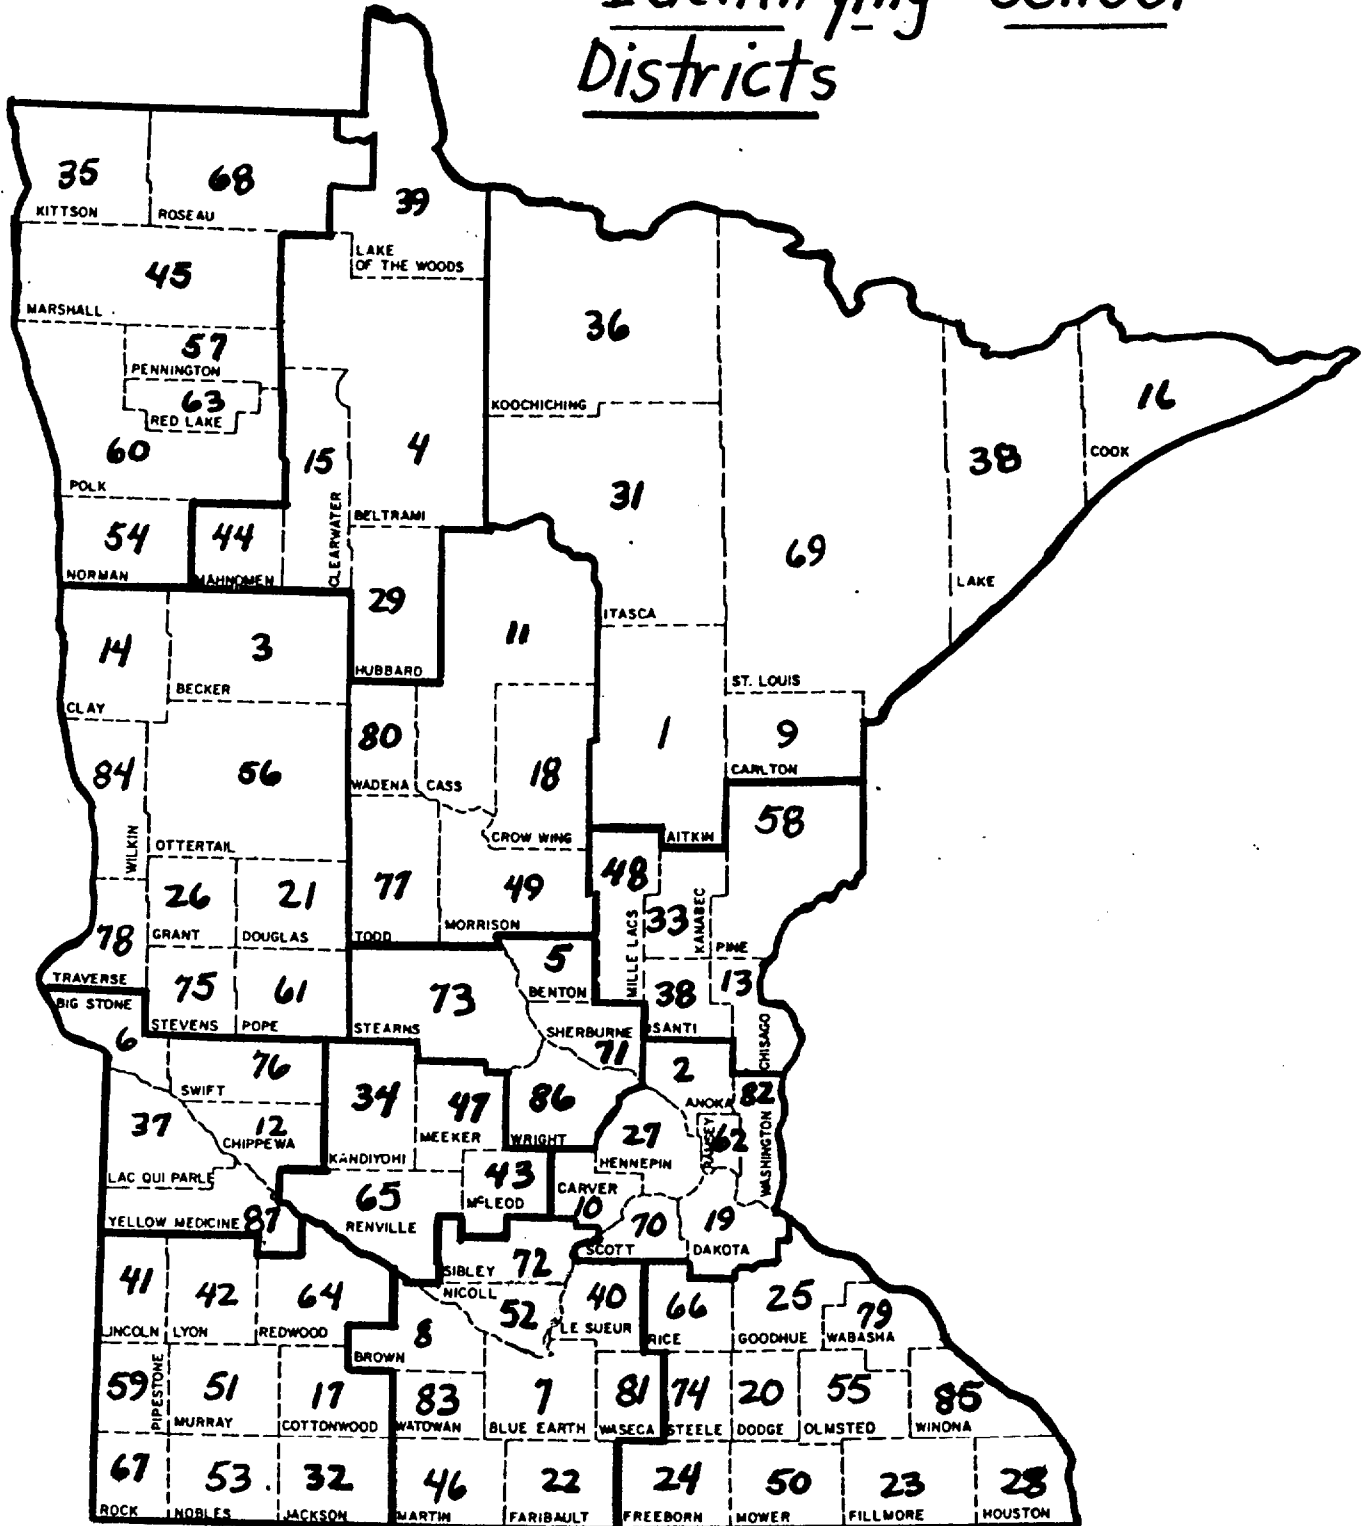 Identifying School
Districts
35
68
39
KITTSON
ROSEAU
LAKE
OF THE WOODS
45
36
MARSHALL
57
PENNINGTON
63
RED LAKE
KOOCHICHING
16
COOK
38
60
15
4
31
POLK
CLEARWATER
BELTRAMI
54
44
69
NORMAN
MAHNOMEN
LAKE
29
ITASCA
14
3
11
HUBBARD
BECKER
ST. LOUIS
CLAY
80
1
9
84
56
18
WADENA
CASS
CARLTON
WILKIN
OTTERTAIL
CROW WING
AITKIN
58
26
21
77
49
48
33
KANABEC
GRANT
DOUGLAS
TODD
MORRISON
MILLE LACS
PINE
78
TRAVERSE
75
61
73
5
BENTON
38
13
BIG STONE
STEVENS
POPE
STEARNS
SHERBURNE
ISANTI
CHISAGO
6
76
71
2
SWIFT
34
47
86
ANOKA
82
37
12
CHIPPEWA
MEEKER
WRIGHT
27
RAMSEY
62
WASHINGTON
KANDIYOHI
HENNEPIN
LAC QUI PARLE
65
43
McLEOD
CARVER
10
YELLOW MEDICINE
87
RENVILLE
70
19
SCOTT
DAKOTA
41
42
64
SIBLEY
72
NICOLL
52
40
66
25
79
LINCOLN
LYON
REDWOOD
8
LE SUEUR
RICE
GOODHUE
WABASHA
BROWN
59
PIPESTONE
51
17
83
7
81
74
20
55
85
MURRAY
COTTONWOOD
WATOWAN
BLUE EARTH
WASECA
STEELE
DODGE
OLMSTED
WINONA
67
53
32
46
22
24
50
23
28
ROCK
NOBLES
JACKSON
MARTIN
FARIBAULT
FREEBORN
MOWER
FILLMORE
HOUSTON